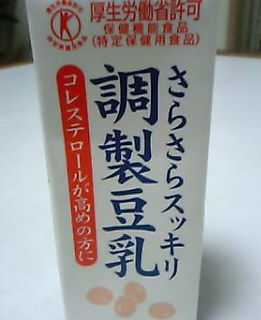 厚生労働省許可
保健機能食品
(特定保健用食品)
さらさらスッキリ
調製豆乳
コレステロールが高めの方に